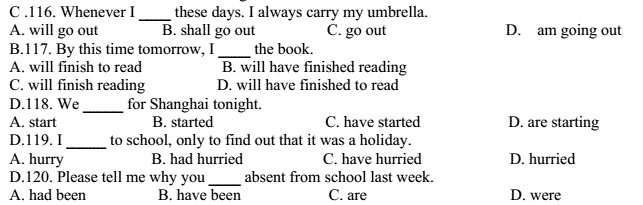 C .116. Whenever I ____ these days. I always carry my umbrella.
A. will go out B. shall go out C. go out D. am going out
B.117. By this time tomorrow, I ____ the book.
A. will finish to read B. will have finished reading
C. will finish reading D. will have finished to read
D.118. We _____ for Shanghai tonight.
A. start B. started C. have started D. are starting
D.119. I _____ to school, only to find out that it was a holiday.
A. hurry B. had hurried C. have hurried D. hurried
D.120. Please tell me why you ____ absent from school last week.
A. had been B. have been C. are D. were